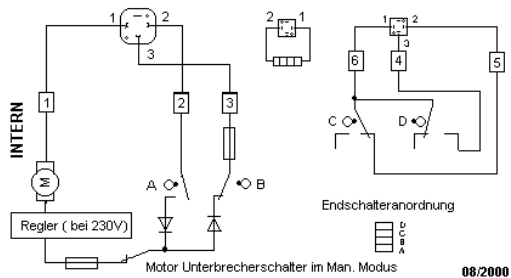 1 2
3
2 1
1 2
3
1
2
3
6
4
5
INTERN
M
A
B
C
D
Regler ( bei 230V)
Endschalteranordnung
D
C
B
A
Motor Unterbrecherschalter im Man. Modus
08/2000